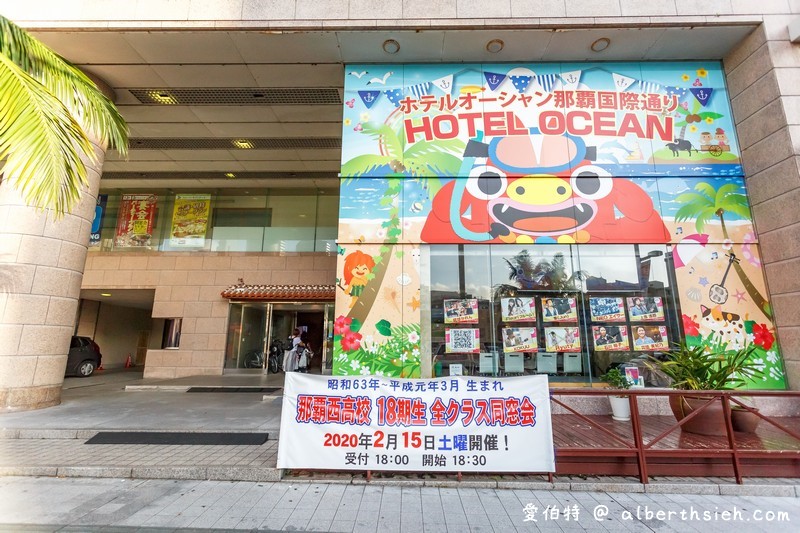 ホテルオーシャン那覇国際通り
HOTEL OCEAN
昭和63年~平成元年3月 生まれ
那覇西高校 18期生 全クラス同窓会
2020年2月15日土曜開催!
受付 18:00 開始 18:30
愛伯特 @ alberthsieh.com